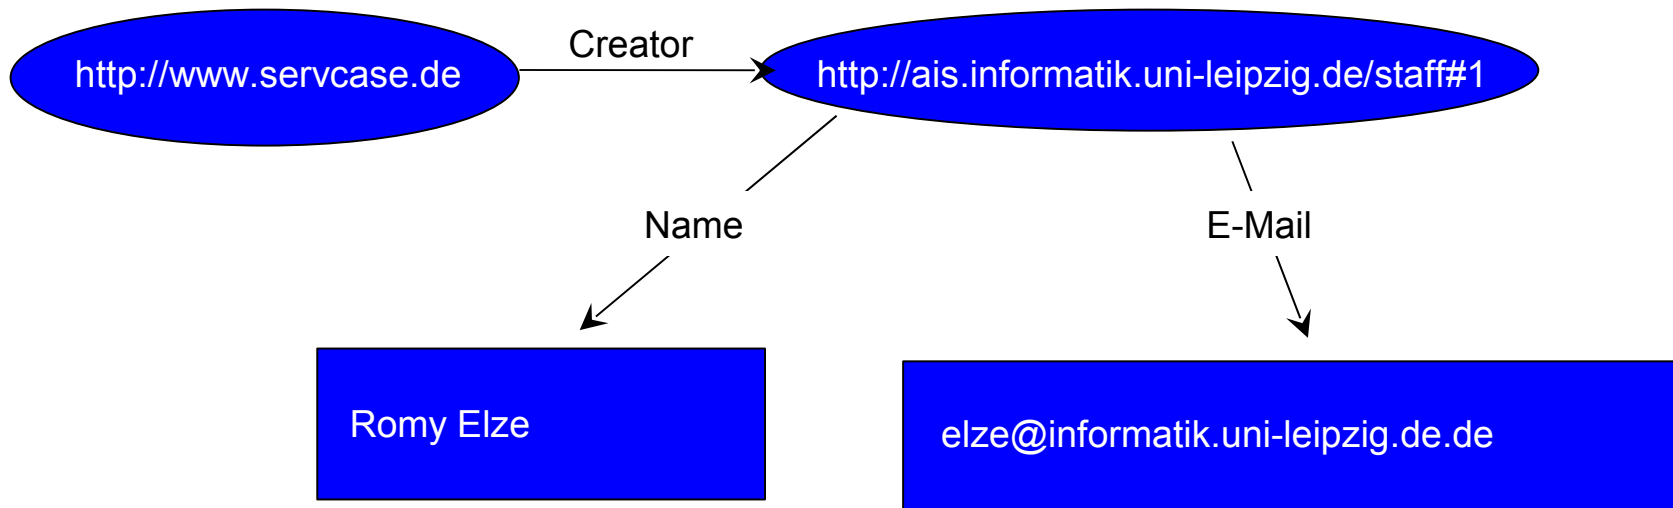 Creator
http://www.servcase.de
http://ais.informatik.uni-leipzig.de/staff#1
Name
E-Mail
Romy Elze
elze@informatik.uni-leipzig.de.de